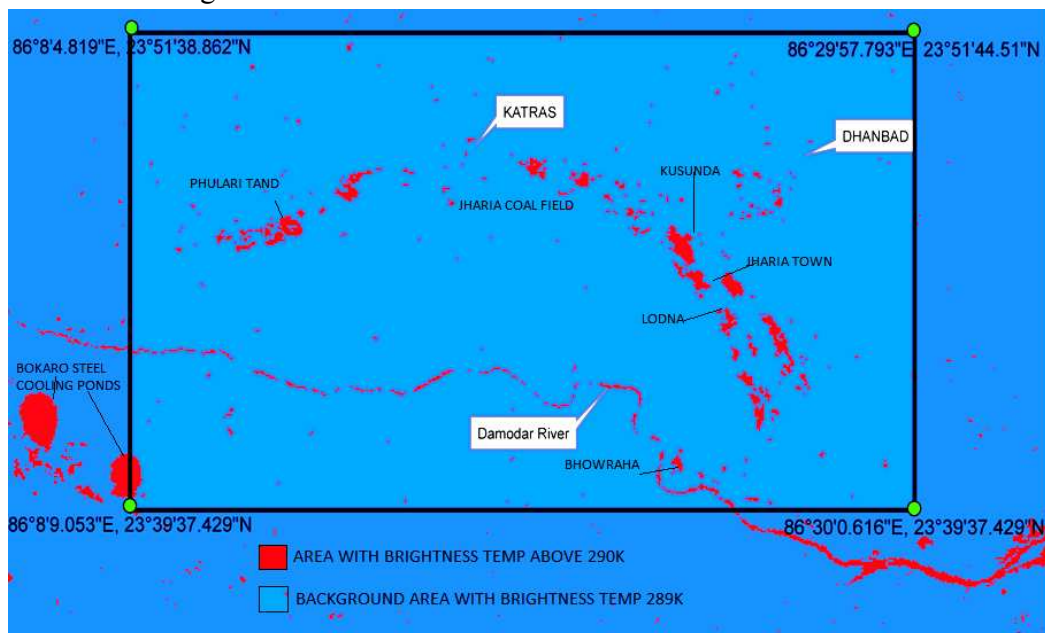 86°8'4.819"E, 23°51'38.862"N
86°29'57.793"E, 23°51'44.51"N
KATRAS
DHANBAD
KUSUNDA
PHULARI TAND
JHARIA COAL FIELD
JHARIA TOWN
LODNA
BOKARO STEEL
COOLING PONDS
Damodar River
BHOWRAHA
86°8'9.053"E, 23°39'37.429"N
86°30'0.616"E, 23°39'37.429"N
AREA WITH BRIGHTNESS TEMP ABOVE 290K
BACKGROUND AREA WITH BRIGHTNESS TEMP 289K